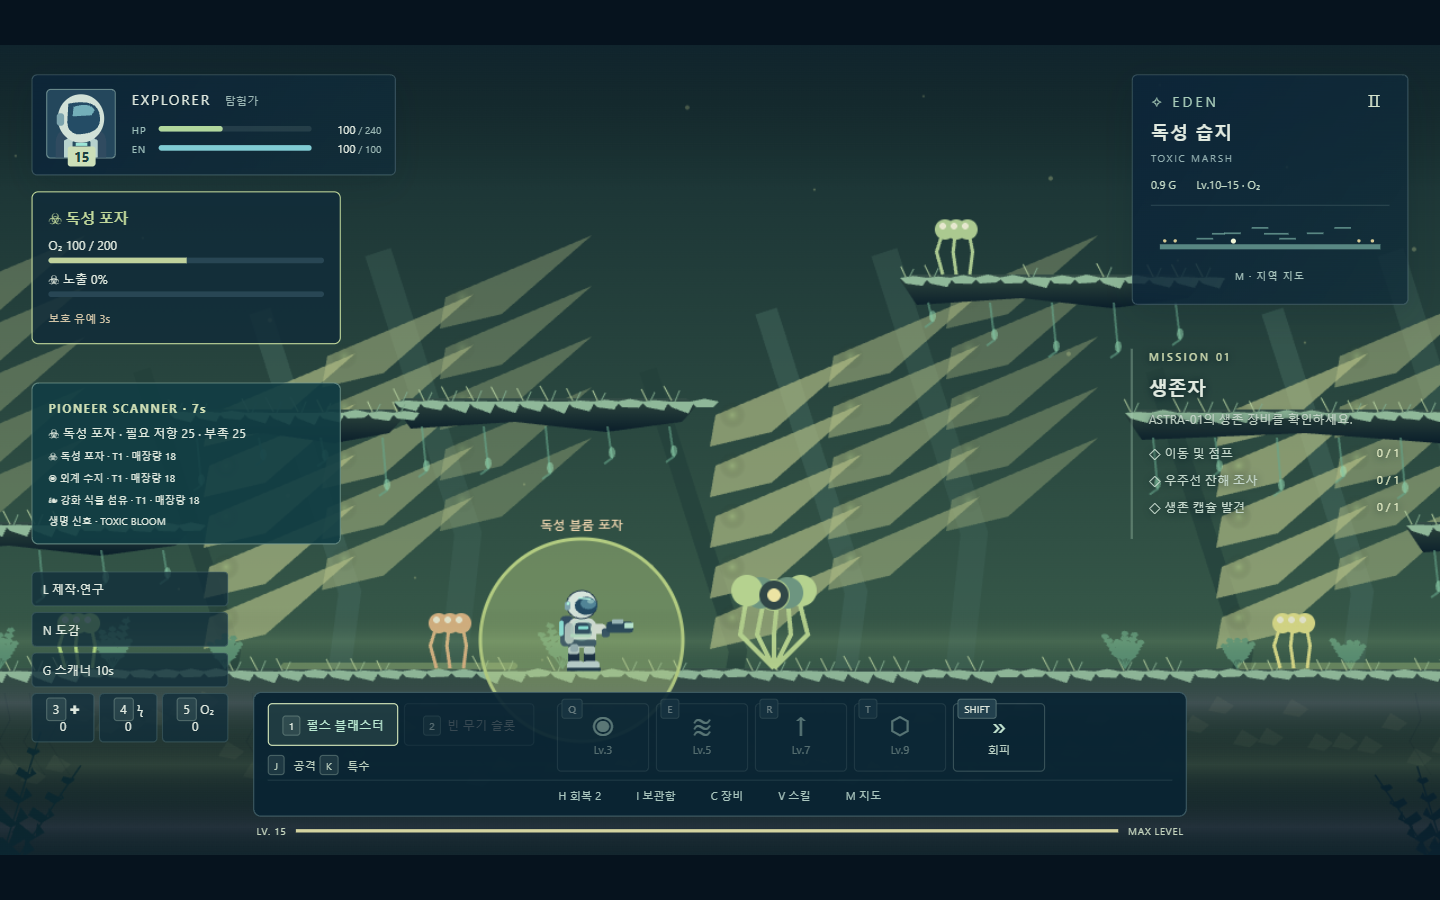 EXPLORER 탐험가
HP 100 / 240
EN 100 / 100
15
☣ 독성 포자
O₂ 100 / 200
☣ 노출 0%
보호 유예 3s
PIONEER SCANNER · 7s
☣ 독성 포자 · 필요 저항 25 · 부족 25
☣ 독성 포자 · T1 · 매장량 18
◉ 외계 수지 · T1 · 매장량 18
❧ 강화 식물 섬유 · T1 · 매장량 18
생명 신호 · TOXIC BLOOM
L 제작·연구
N 도감
G 스캐너 10s
3 ✚ 0
4 0
5 O₂ 0
독성 블룸 포자
✧ EDEN II
독성 습지
TOXIC MARSH
0.9 G Lv.10–15 · O₂
M · 지역 지도
MISSION 01
생존자
ASTRA-01의 생존 장비를 확인하세요.
◇ 이동 및 점프 0 / 1
◇ 우주선 잔해 조사 0 / 1
◇ 생존 캡슐 발견 0 / 1
1 펄스 블래스터
2 빈 무기 슬롯
J 공격 K 특수
Q Lv.3
E Lv.5
R Lv.7
T Lv.9
SHIFT » 회피
H 회복 2 I 보관함 C 장비 V 스킬 M 지도
LV. 15 MAX LEVEL